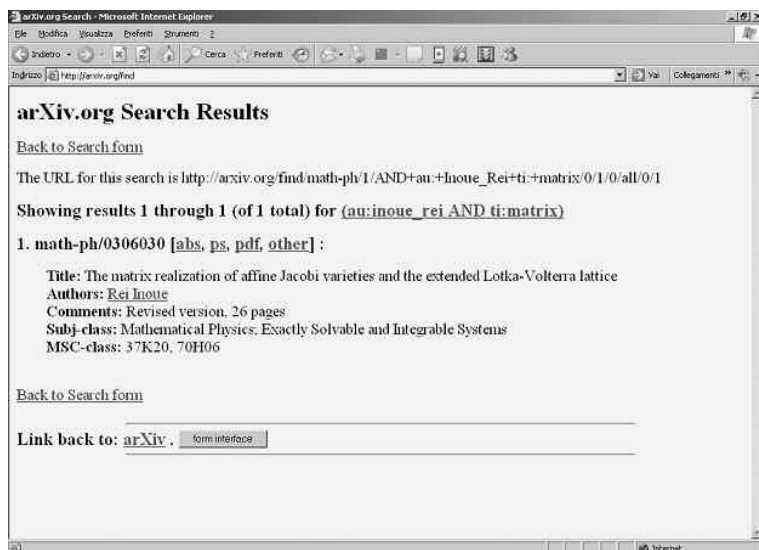 arXiv.org Search - Microsoft Internet Explorer
File Modifica Visualizza Preferiti Strumenti ?
Indietro Cerca Preferiti
Indirizzo http://arxiv.org/find Vai Collegamenti »
arXiv.org Search Results
Back to Search form
The URL for this search is http://arxiv.org/find/math-ph/1/AND+au:+Inoue_Rei+ti:+matrix/0/1/0/all/0/1
Showing results 1 through 1 (of 1 total) for (au:inoue_rei AND ti:matrix)
1. math-ph/0306030 [abs, ps, pdf, other] :
Title: The matrix realization of affine Jacobi varieties and the extended Lotka-Volterra lattice
Authors: Rei Inoue
Comments: Revised version, 26 pages
Subj-class: Mathematical Physics; Exactly Solvable and Integrable Systems
MSC-class: 37K20, 70H06
Back to Search form
Link back to: arXiv . form interface
Internet